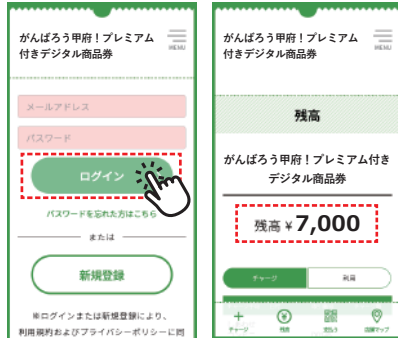 がんばろう甲府！プレミアム
付きデジタル商品券
MENU
メールアドレス
パスワード
ログイン
パスワードを忘れた方はこちら
または
新規登録
※ログインまたは新規登録により、
利用規約およびプライバシーポリシーに同
がんばろう甲府！プレミアム
付きデジタル商品券
MENU
残高
がんばろう甲府！プレミアム付き
デジタル商品券
残高 ¥7,000
チャージ
利用
チャージ
残高
支払う
店舗マップ